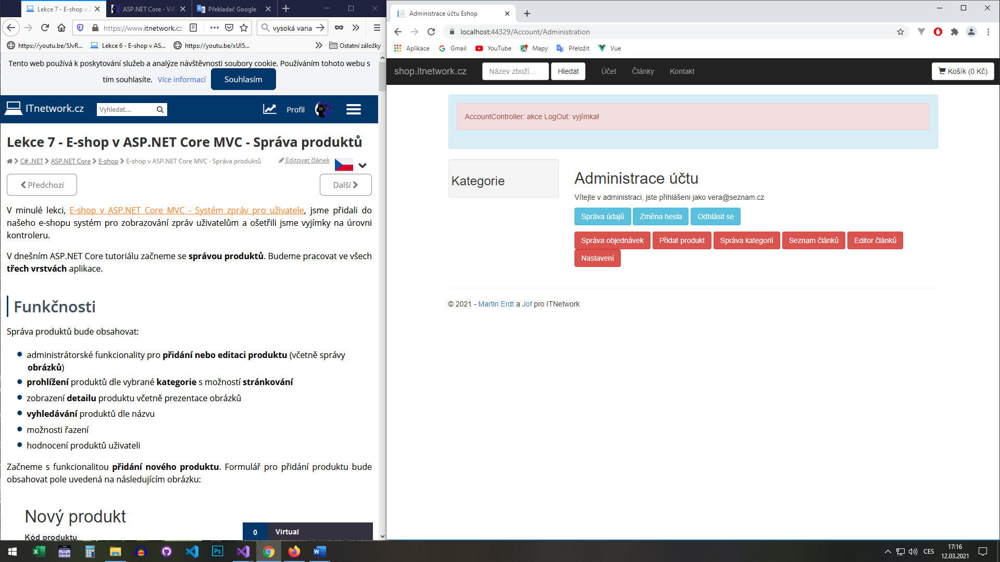 Lekce 7 - E-shop v A
ASP.NET Core - VIR
Překladač Google
https://www.itnetwork.cz
vysoká vana
https://youtu.be/5JvR...
Lekce 6 - E-shop v AS...
https://youtu.be/xUI5...
Ostatní záložky
Tento web používá k poskytování služeb a analýze návštěvnosti soubory cookie. Používáním tohoto webu s
tím souhlasíte. Více informací Souhlasím
ITnetwork.cz
Vyhledat...
Profil
Lekce 7 - E-shop v ASP.NET Core MVC - Správa produktů
C# .NET ASP.NET Core E-shop E-shop v ASP.NET Core MVC - Správa produktů
Editovat článek
Předchozí
Další
V minulé lekci, E-shop v ASP.NET Core MVC - Systém zpráv pro uživatele, jsme přidali do
našeho e-shopu systém pro zobrazování zpráv uživatelům a ošetřili jsme vyjímky na úrovni
kontroleru.
V dnešním ASP.NET Core tutoriálu začneme se správou produktů. Budeme pracovat ve všech
třech vrstvách aplikace.
Funkčnosti
Správa produktů bude obsahovat:
administrátorské funkcionality pro přidání nebo editaci produktu (včetně správy
obrázků)
prohlížení produktů dle vybrané kategorie s možností stránkování
zobrazení detailu produktu včetně prezentace obrázků
vyhledávání produktů dle názvu
možnosti řazení
hodnocení produktů uživateli
Začneme s funkcionalitou přidání nového produktu. Formulář pro přidání produktu bude
obsahovat pole uvedená na následujícím obrázku:
Nový produkt
Kód produktu
0 Virtual
Administrace účtu Eshop
localhost:44329/Account/Administration
Aplikace Gmail YouTube Mapy Přeložit Vue
shop.itnetwork.cz Název zboží... Hledat Účet Články Kontakt Košík (0 Kč)
AccountController: akce LogOut: vyjímka!
Kategorie
Administrace účtu
Vítejte v administraci, jste přihlášeni jako vera@seznam.cz
Správa údajů Změna hesla Odhlásit se
Správa objednávek Přidat produkt Správa kategorií Seznam článků Editor článků
Nastavení
© 2021 - Martin Erdt a Jof pro ITNetwork
CES
17:16
12.03.2021